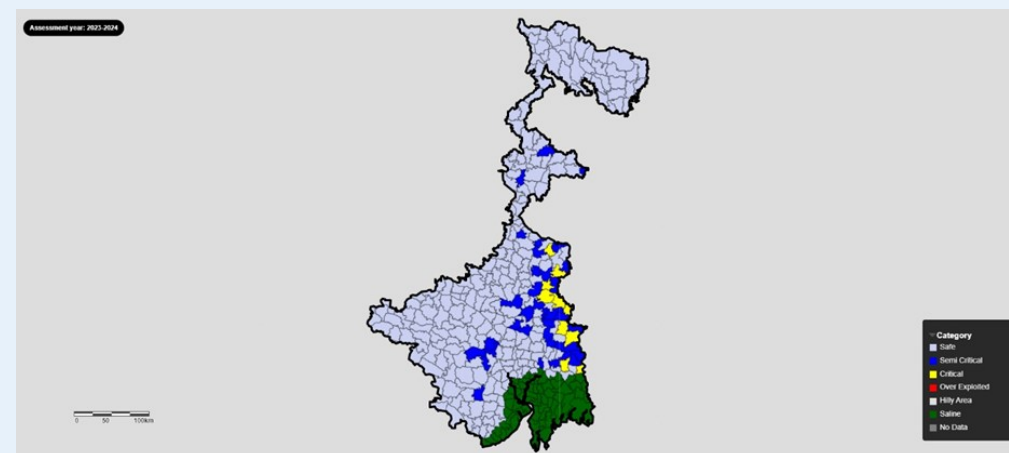 Assessment year: 2023-2024
Category
Safe
Semi Critical
Critical
Over Exploited
Hilly Area
Saline
No Data
0 50 100km